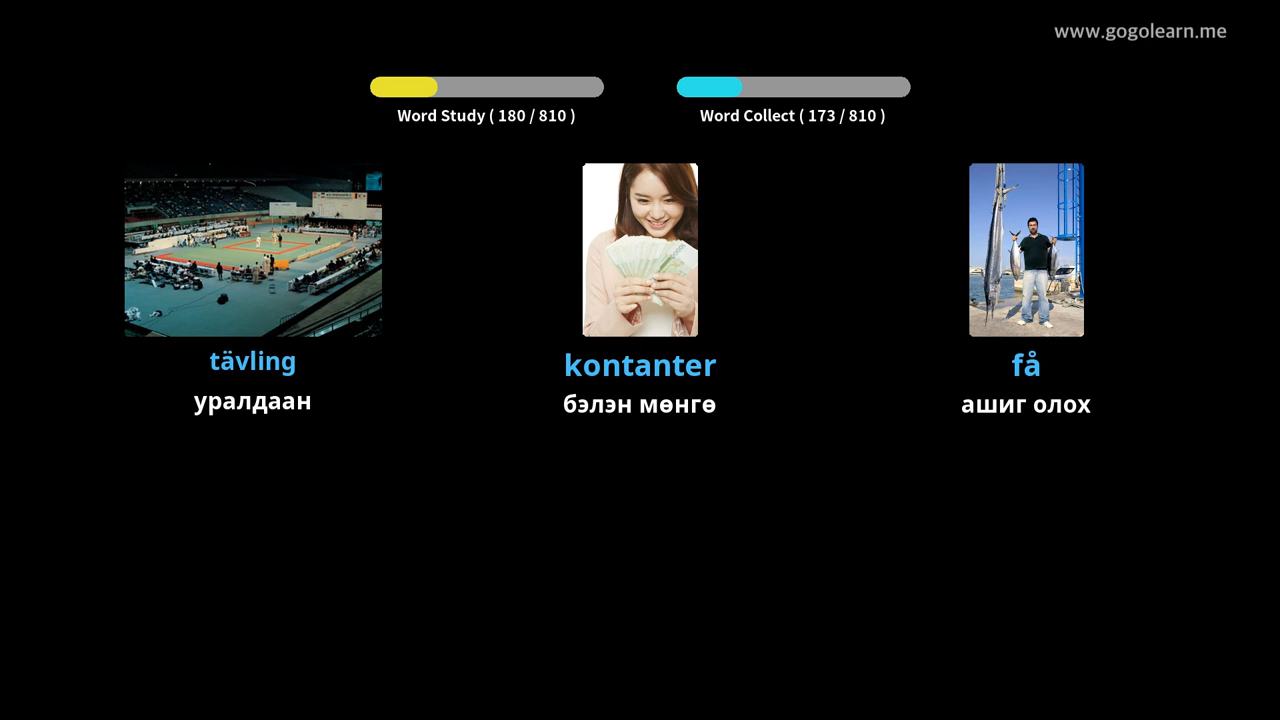 www.gogolearn.me
Word Study ( 180 / 810 )
Word Collect ( 173 / 810 )
tävling
уралдаан
kontanter
бэлэн мөнгө
få
ашиг олох